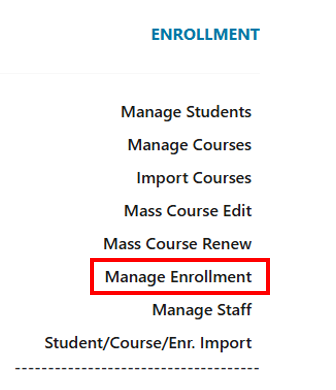 ENROLLMENT
Manage Students
Manage Courses
Import Courses
Mass Course Edit
Mass Course Renew
Manage Enrollment
Manage Staff
Student/Course/Enr. Import